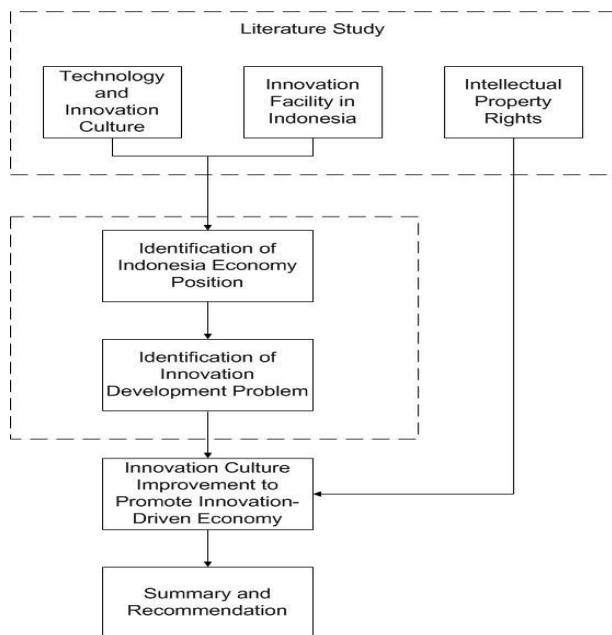 Literature Study
Technology
and
Innovation
Culture
Innovation
Facility in
Indonesia
Intellectual
Property
Rights
Identification of
Indonesia Economy
Position
Identification of
Innovation
Development Problem
Innovation Culture
Improvement to
Promote Innovation-
Driven Economy
Summary and
Recommendation